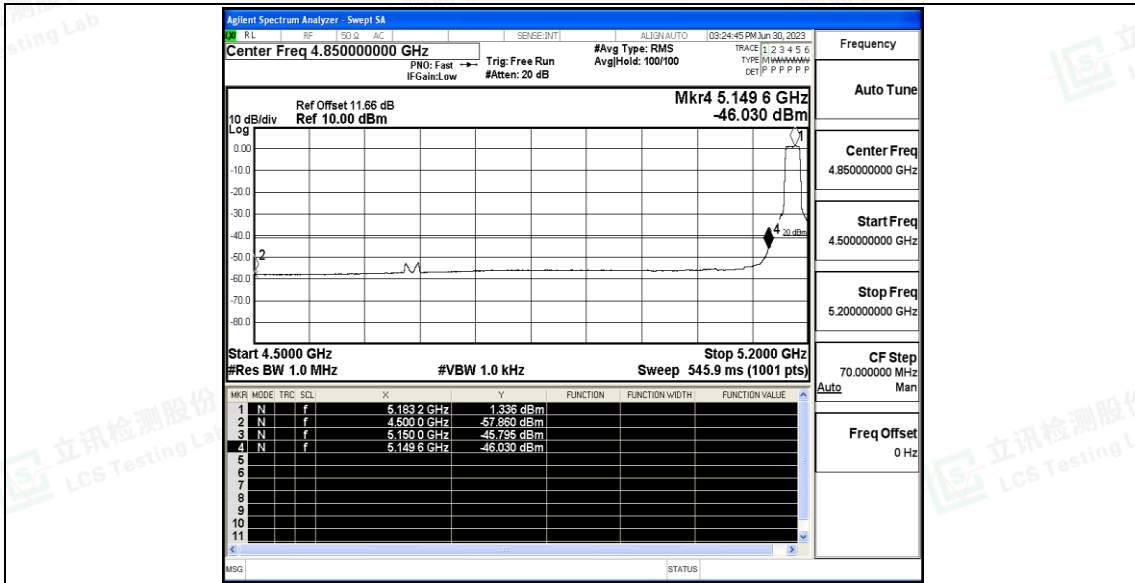 Agilent Spectrum Analyzer - Swept SA
RL RF 50 Ω AC SENSE:INT ALIGNAUTO 03:24:45 PM Jun 30, 2023
Center Freq 4.850000000 GHz
PNO: Fast
IFGain:Low
Trig: Free Run
#Atten: 20 dB
#Avg Type: RMS
Avg|Hold: 100/100
TRACE 1 2 3 4 5 6
TYPE MWWWWW
DET P P P P P P
Ref Offset 11.66 dB
Ref 10.00 dBm
10 dB/div
Log
Mkr4 5.149 6 GHz
-46.030 dBm
0.00
-10.0
-20.0
-30.0
-40.0
-50.0
-60.0
-70.0
-80.0
1
2
4
20 dBm
Start 4.5000 GHz Stop 5.2000 GHz
#Res BW 1.0 MHz #VBW 1.0 kHz Sweep 545.9 ms (1001 pts)
MKR MODE TRC SCL X Y FUNCTION FUNCTION WIDTH FUNCTION VALUE
1 N f 5.183 2 GHz 1.336 dBm
2 N f 4.500 0 GHz -57.860 dBm
3 N f 5.150 0 GHz -45.795 dBm
4 N f 5.149 6 GHz -46.030 dBm
5
6
7
8
9
10
11
MSG STATUS
Frequency
Auto Tune
Center Freq
4.850000000 GHz
Start Freq
4.500000000 GHz
Stop Freq
5.200000000 GHz
CF Step
70.000000 MHz
Auto Man
Freq Offset
0 Hz
立讯检测股份
LCS Testing Lab
立讯检测股份